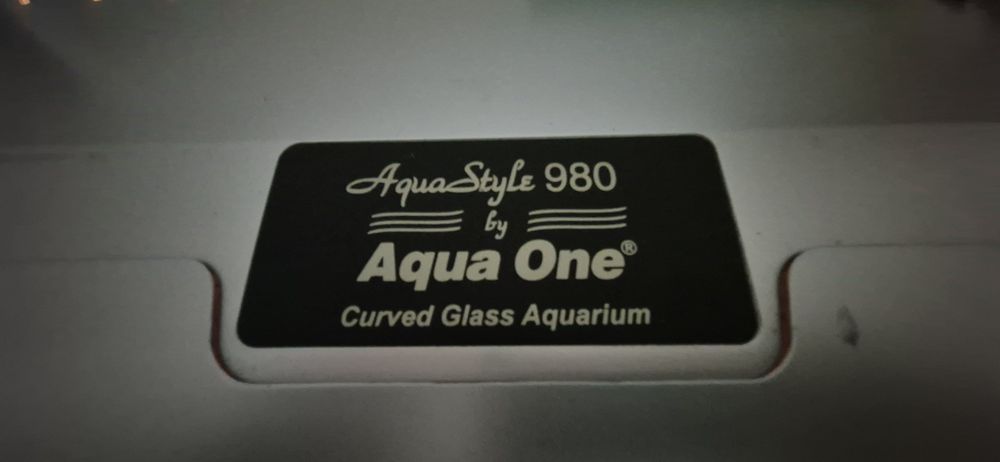 AquaStyle 980
by
Aqua One®
Curved Glass Aquarium